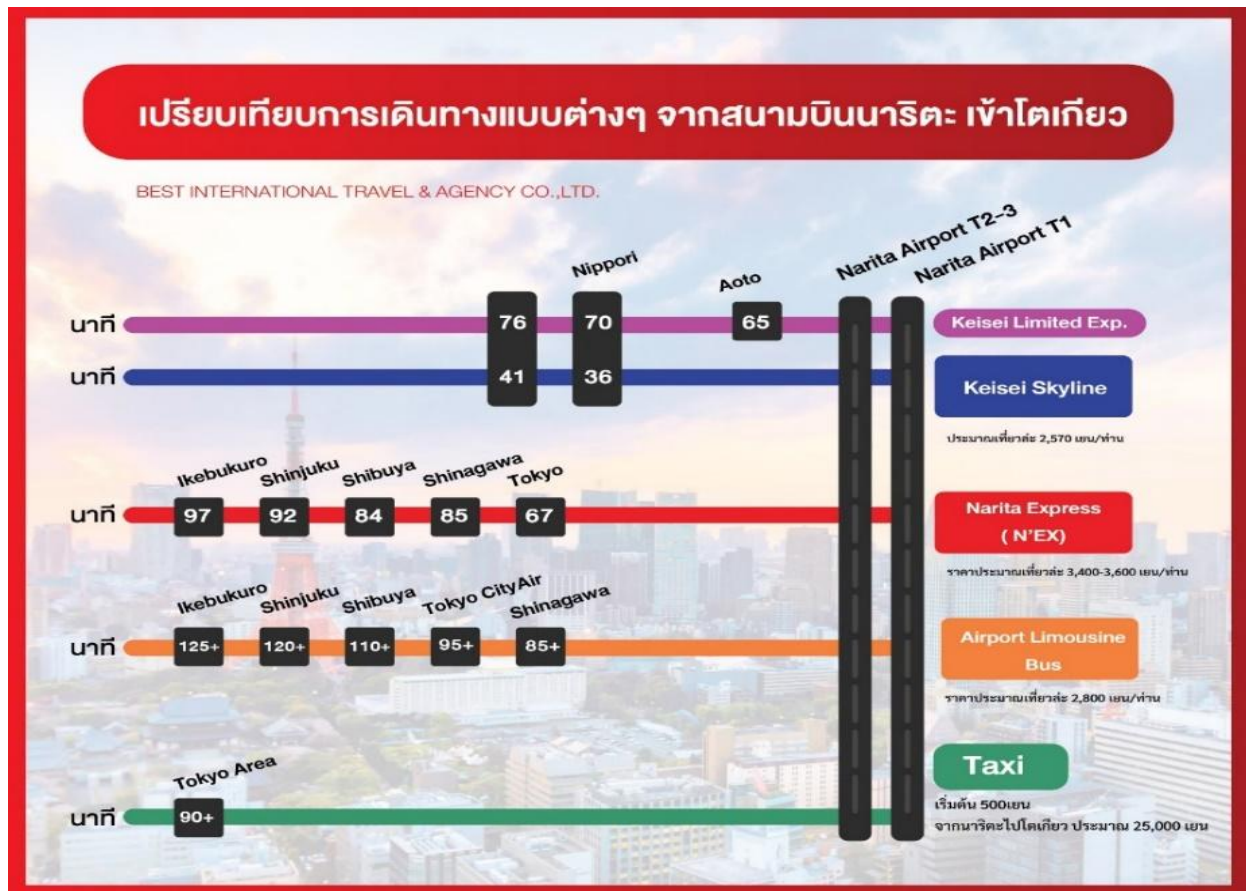 เปรียบเทียบการเดินทางแบบต่างๆ จากสนามบินนาริตะ เข้าโตเกียว
BEST INTERNATIONAL TRAVEL & AGENCY CO.,LTD.
Nippori
Aoto
Narita Airport T2-3
Narita Airport T1
นาที 76 70 65 Keisei Limited Exp.
นาที 41 36 Keisei Skyline
ประมาณเที่ยวละ 2,570 เยน/ท่าน
Ikebukuro Shinjuku Shibuya Shinagawa Tokyo
นาที 97 92 84 85 67 Narita Express
( N'EX)
ราคาประมาณเที่ยวละ 3,400-3,600 เยน/ท่าน
Ikebukuro Shinjuku Shibuya Tokyo CityAir Shinagawa
นาที 125+ 120+ 110+ 95+ 85+ Airport Limousine
Bus
ราคาประมาณเที่ยวละ 2,800 เยน/ท่าน
Tokyo Area
Taxi
นาที 90+
เริ่มต้น 500เยน
จากนาริตะไปโตเกียว ประมาณ 25,000 เยน